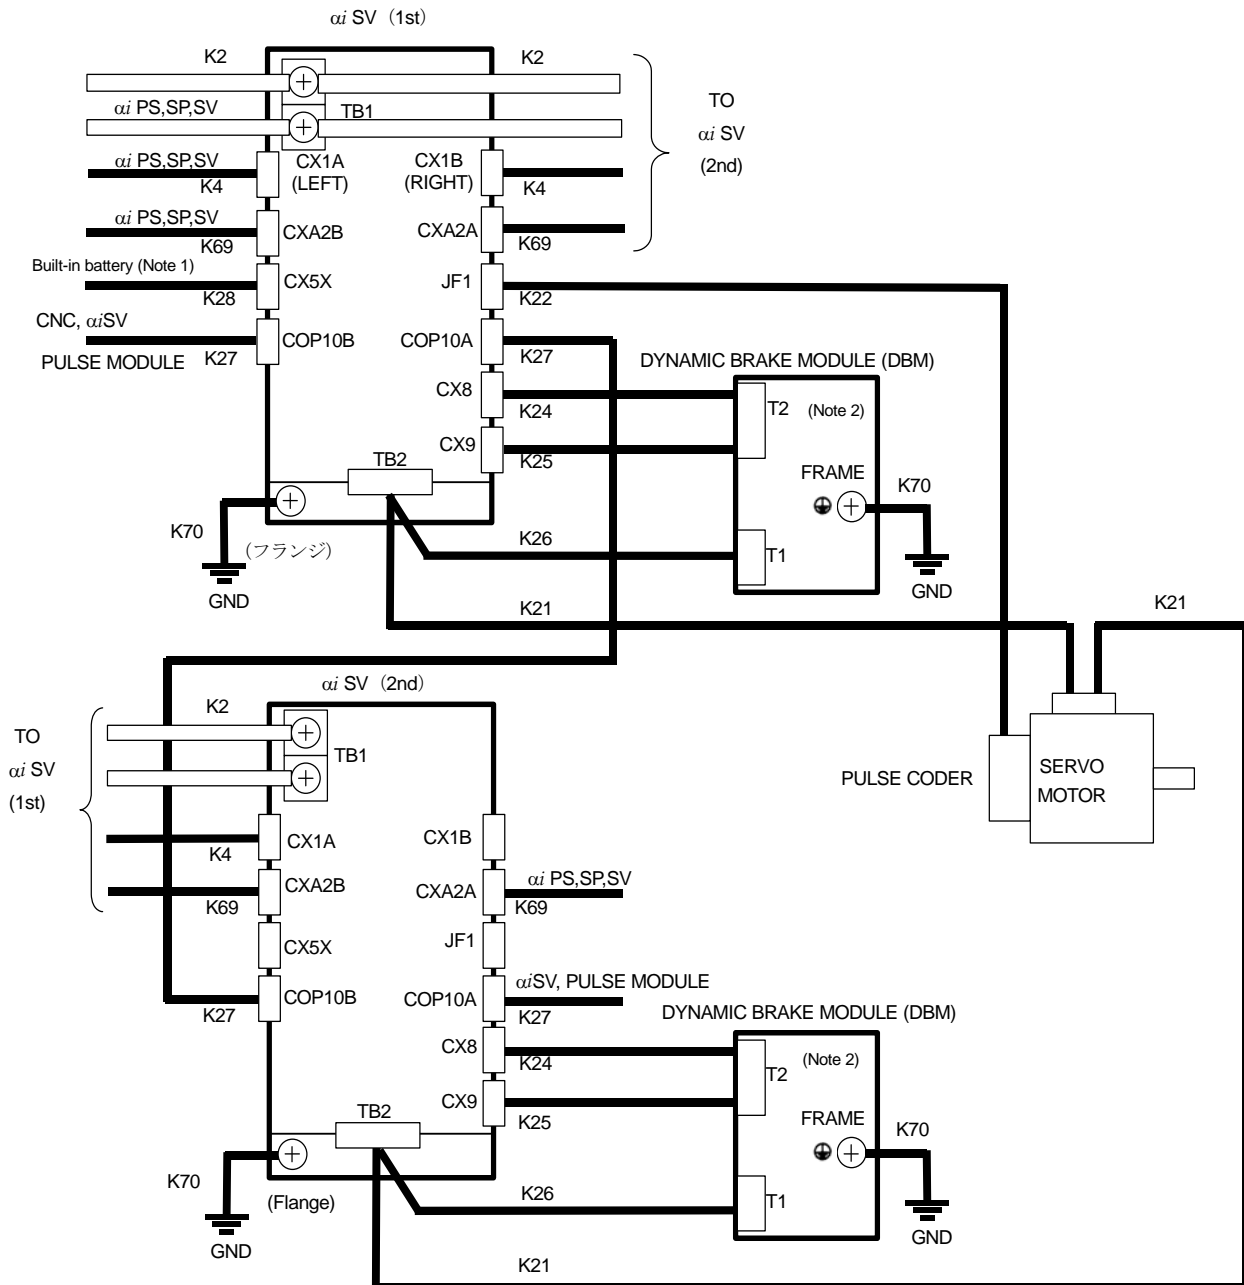 αi SV (1st)
K2
K2
αi PS,SP,SV
TB1
TO
αi SV
(2nd)
αi PS,SP,SV
K4
CX1A
(LEFT)
CX1B
(RIGHT)
K4
αi PS,SP,SV
K69
CXA2B
CXA2A
K69
Built-in battery (Note 1)
K28
CX5X
JF1
K22
CNC, αiSV
PULSE MODULE
K27
COP10B
COP10A
K27
DYNAMIC BRAKE MODULE (DBM)
CX8
K24
T2
(Note 2)
CX9
K25
TB2
FRAME
K70
K70
(フランジ)
GND
K26
T1
GND
K21
K21
αi SV (2nd)
K2
TB1
TO
αi SV
(1st)
PULSE CODER
SERVO
MOTOR
K4
CX1A
CX1B
K69
CXA2B
CXA2A
αi PS,SP,SV
K69
CX5X
JF1
K27
COP10B
COP10A
αiSV, PULSE MODULE
K27
DYNAMIC BRAKE MODULE (DBM)
CX8
K24
T2
(Note 2)
CX9
K25
TB2
FRAME
K70
K70
(Flange)
GND
K26
T1
GND
K21